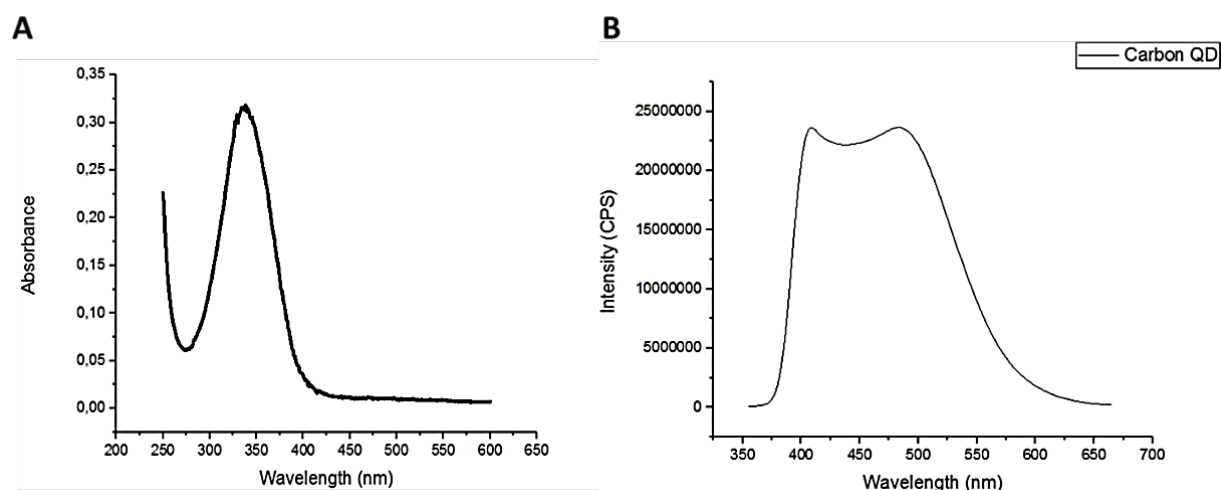 A
0,35
0,30
0,25
0,20
0,15
0,10
0,05
0,00
Absorbance
200 250 300 350 400 450 500 550 600 650
Wavelength (nm)
B
Carbon QD
25000000
20000000
15000000
10000000
5000000
0
Intensity (CPS)
350 400 450 500 550 600 650 700
Wavelength (nm)